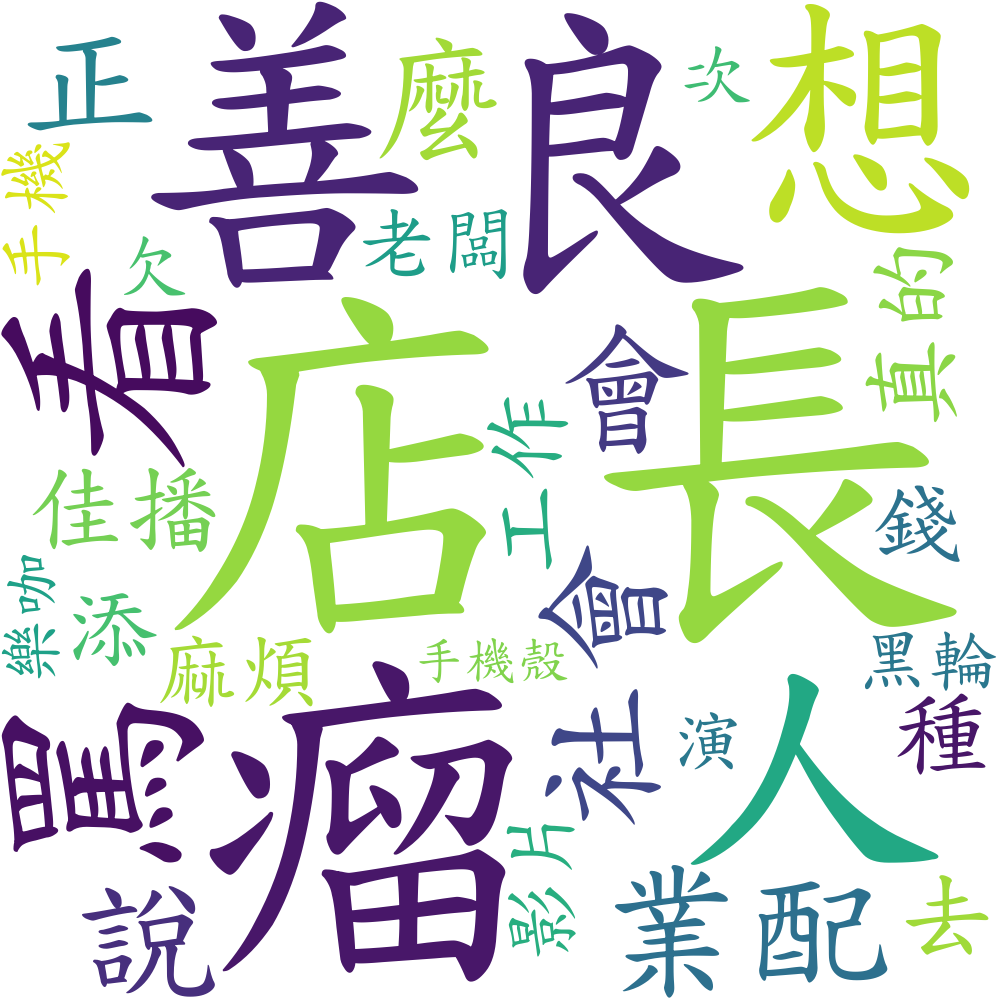 正
善良
麼
次
想
手機
欠
老闆
真的
看
店長
會
工作
佳播
錢
樂咖
添
麻煩
手機殼
社會
黑輪
罵
瘤
演
人
種
影片
說
業配
去